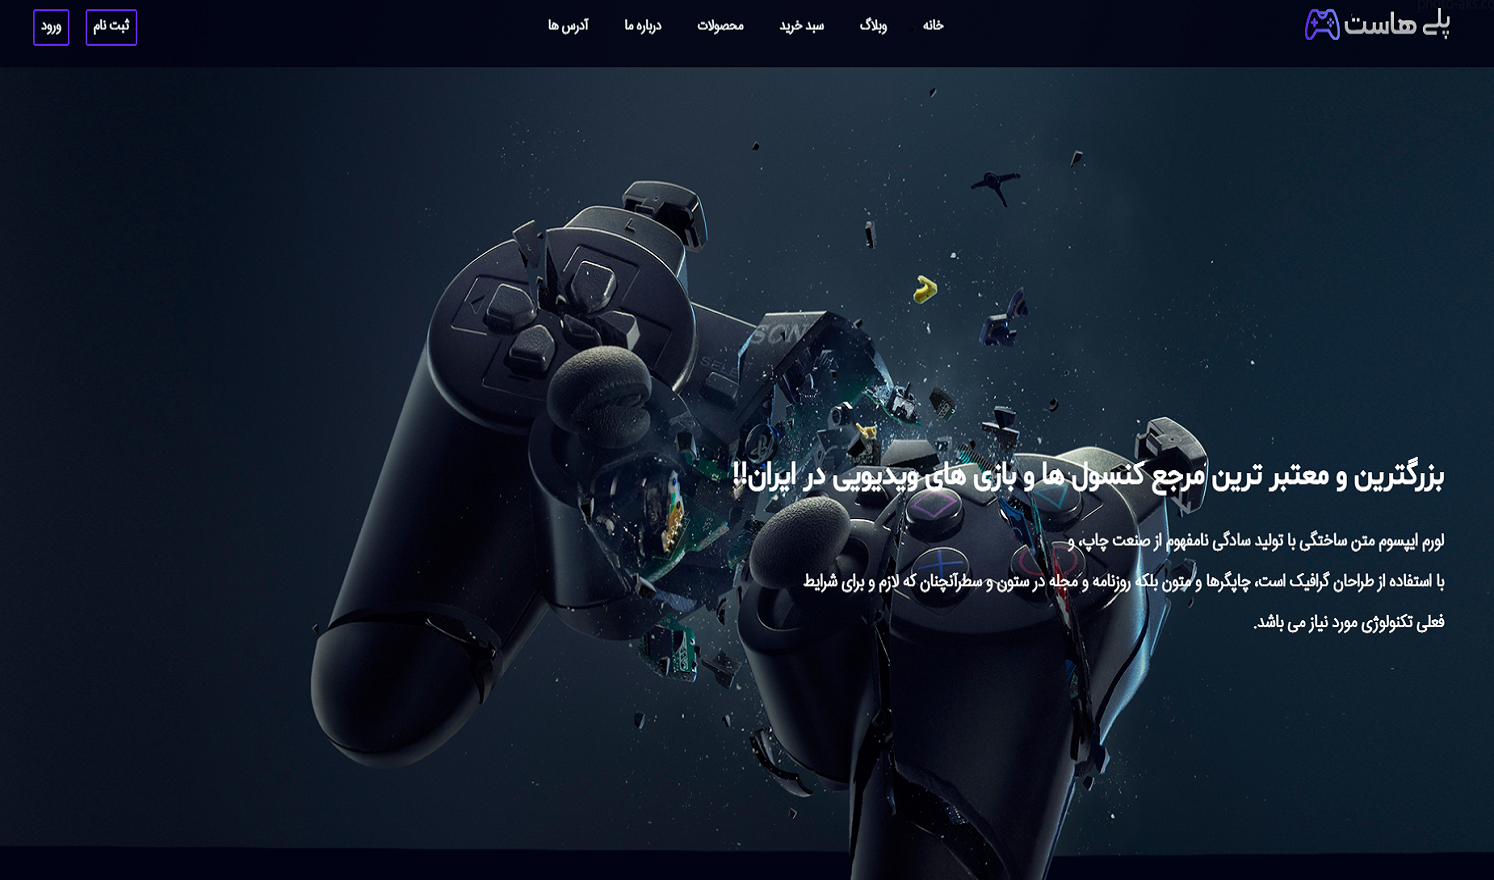 پلی هاست
خانه
وبلاگ
سبد خرید
محصولات
درباره ما
آدرس ها
ثبت نام
ورود
L
SONY
SELE
بزرگترین و معتبر ترین مرجع کنسول ها و بازی های ویدیویی در ایران!!
لورم ایپسوم متن ساختگی با تولید سادگی نامفهوم از صنعت چاپ، و
با استفاده از طراحان گرافیک است، چاپگرها و متون بلکه روزنامه و مجله در ستون و سطرآنچنان که لازم و برای شرایط
فعلی تکنولوژی مورد نیاز می باشد.